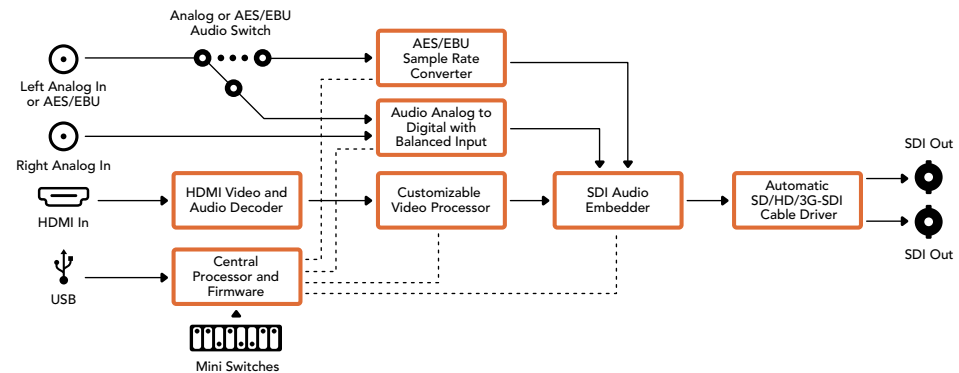 Analog or AES/EBU
Audio Switch
Left Analog In
or AES/EBU
AES/EBU
Sample Rate
Converter
Right Analog In
Audio Analog to
Digital with
Balanced Input
HDMI In
HDMI Video and
Audio Decoder
Customizable
Video Processor
SDI Audio
Embedder
Automatic
SD/HD/3G-SDI
Cable Driver
SDI Out
SDI Out
USB
Central
Processor and
Firmware
Mini Switches